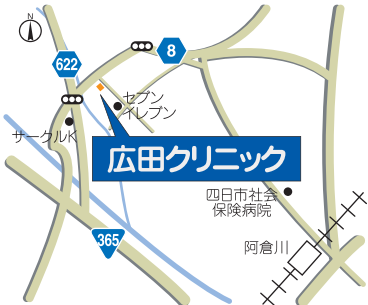 N
8
622
セブン
イレブン
サークルK
広田クリニック
四日市社会
保険病院
365
阿倉川